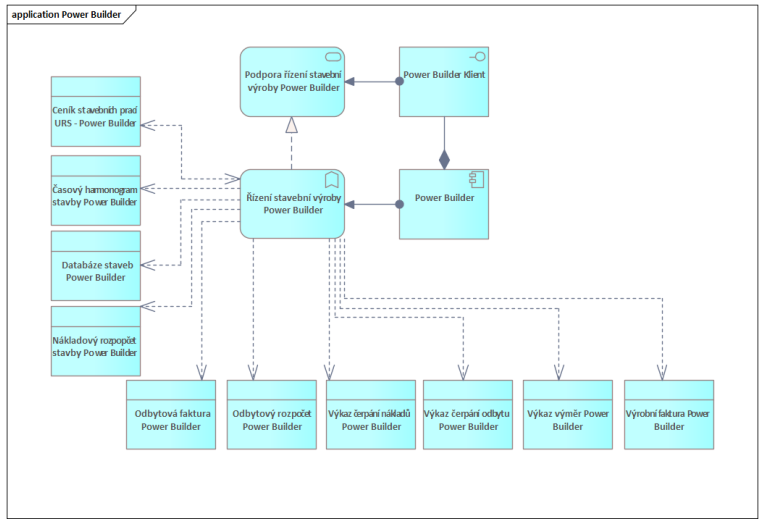 application Power Builder
Podpora řízení stavební
výroby Power Builder
Power Builder Klient
Ceník stavebních prací
URS - Power Builder
Časový harmonogram
stavby Power Builder
Řízení stavební výroby
Power Builder
Power Builder
Databáze staveb
Power Builder
Nákladový rozpopčět
stavby Power Builder
Odbytová faktura
Power Builder
Odbytový rozpočet
Power Builder
Výkaz čerpání nákladů
Power Builder
Výkaz čerpání odbytu
Power Builder
Výkaz výměr Power
Builder
Výrobní faktura Power
Builder